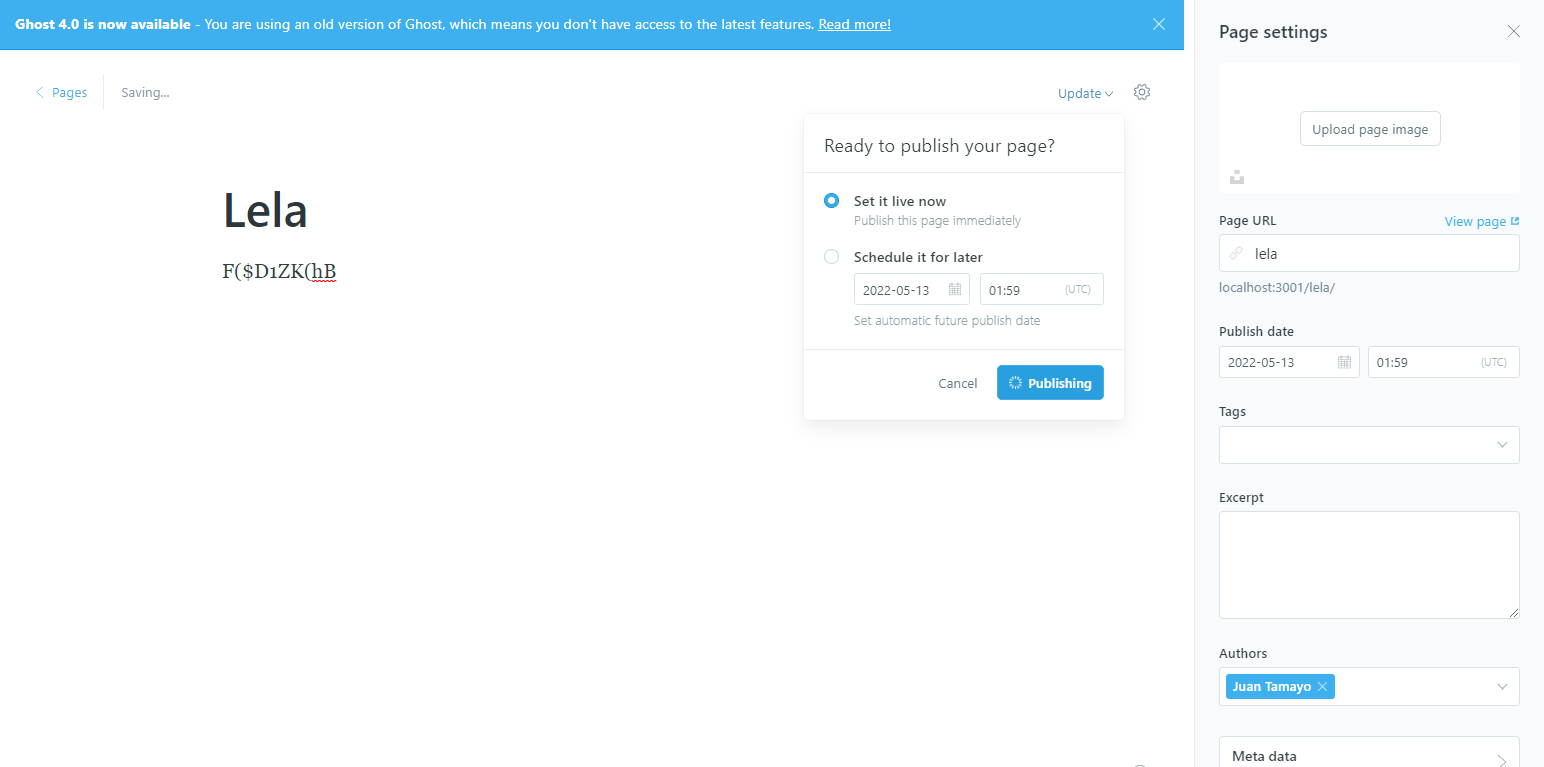 Ghost 4.0 is now available - You are using an old version of Ghost, which means you don't have access to the latest features. Read more!
Pages
Saving...
Update
Lela
F($D1ZK(hB
Ready to publish your page?
Set it live now
Publish this page immediately
Schedule it for later
2022-05-13
01:59 (UTC)
Set automatic future publish date
Cancel
Publishing
Page settings
Upload page image
Page URL
View page
lela
localhost:3001/lela/
Publish date
2022-05-13
01:59 (UTC)
Tags
Excerpt
Authors
Juan Tamayo
Meta data